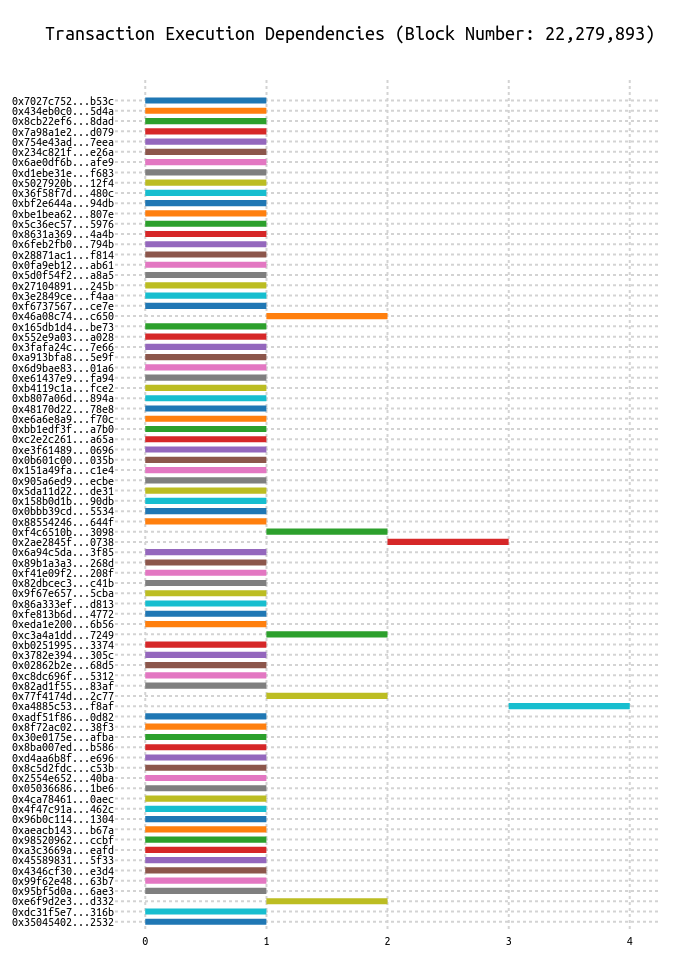 Transaction Execution Dependencies (Block Number: 22,279,893)
0x7027c752...b53c
0x434eb0c0...5d4a
0x8cb22ef6...8dad
0x7a98a1e2...d079
0x754e43ad...7eea
0x234c821f...e26a
0x6ae0df6b...afe9
0xd1ebe31e...f683
0x5027920b...12f4
0x36f58f7d...480c
0xbf2e644a...94db
0xbe1bea62...807e
0x5c36ec57...5976
0x8631a369...4a4b
0x6feb2fb0...794b
0x28871ac1...f814
0x0fa9eb12...ab61
0x5d0f54f2...a8a5
0x27104891...245b
0x3e2849ce...f4aa
0xf6737567...ce7e
0x46a08c74...c650
0x165db1d4...be73
0x552e9a03...a028
0x3fafa24c...7e66
0xa913bfa8...5e9f
0x6d9bae83...01a6
0xe61437e9...fa94
0xb4119c1a...fce2
0xb807a06d...894a
0x48170d22...78e8
0xe6a6e8a9...f70c
0xbb1edf3f...a7b0
0xc2e2c261...a65a
0xe3f61489...0696
0x0b601c00...035b
0x151a49fa...c1e4
0x905a6ed9...ecbe
0x5da11d22...de31
0x158b0d1b...90db
0x0bbb39cd...5534
0x88554246...644f
0xf4c6510b...3098
0x2ae2845f...0738
0x6a94c5da...3f85
0x89b1a3a3...268d
0xf41e09f2...208f
0x82dbcec3...c41b
0x9f67e657...5cba
0x86a333ef...d813
0xfe813b6d...4772
0xeda1e200...6b56
0xc3a4a1dd...7249
0xb0251995...3374
0x3782e394...305c
0x02862b2e...68d5
0xc8dc696f...5312
0x82ad1f55...83af
0x77f4174d...2c77
0xa4885c53...f8af
0xadf51f86...0d82
0x8f72ac02...38f3
0x30e0175e...afba
0x8ba007ed...b586
0xd4aa6b8f...e696
0x8c5d2fdc...c53b
0x2554e652...40ba
0x05036686...1be6
0x4ca78461...0aec
0x4f47c91a...462c
0x96b0c114...1304
0xaeacb143...b67a
0x98520962...ccbf
0xa3c3669a...eafd
0x45589831...5f33
0x4346cf30...e3d4
0x99f62e48...63b7
0x95bf5d0a...6ae3
0xe6f9d2e3...d332
0xdc31f5e7...316b
0x35045402...2532
0 1 2 3 4